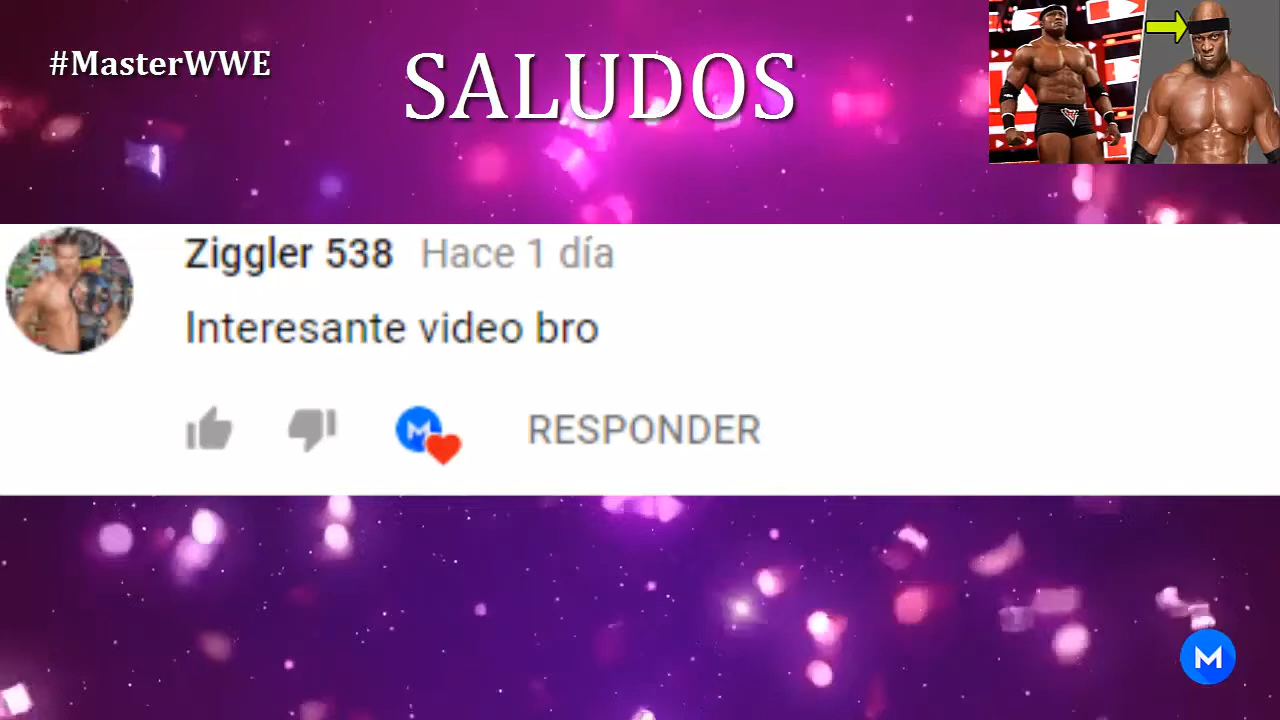 #MasterWWE
SALUDOS
Ziggler 538 Hace 1 día
Interesante video bro
M
RESPONDER
M